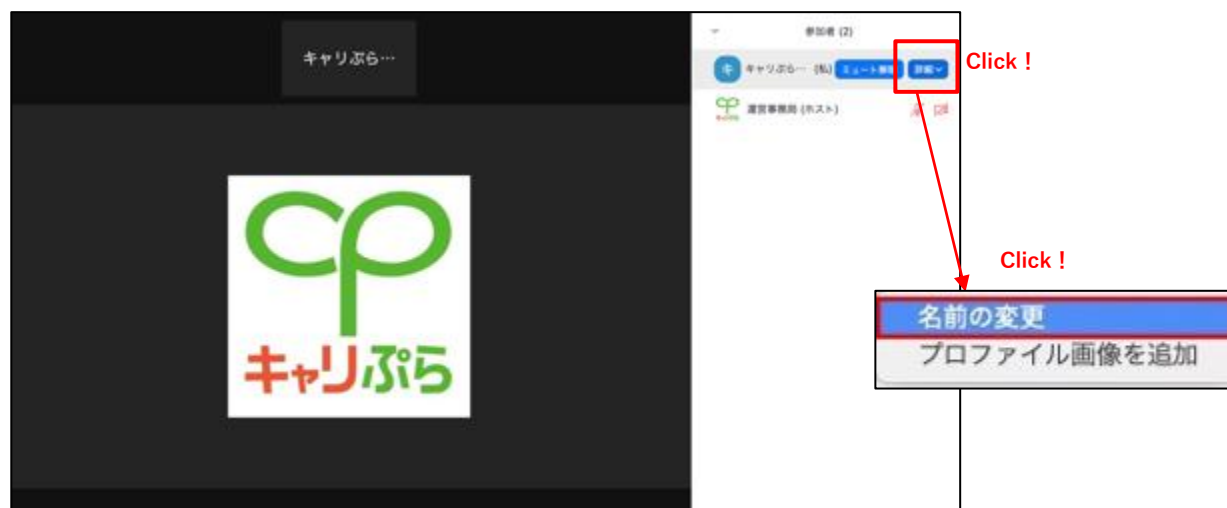 キャリぷら…
参加者 (2)
キ キャリぷら… (私) ミュート解除 詳細
運営事務局 (ホスト)
Click！
Click！
名前の変更
プロファイル画像を追加
cp
キャリぷら